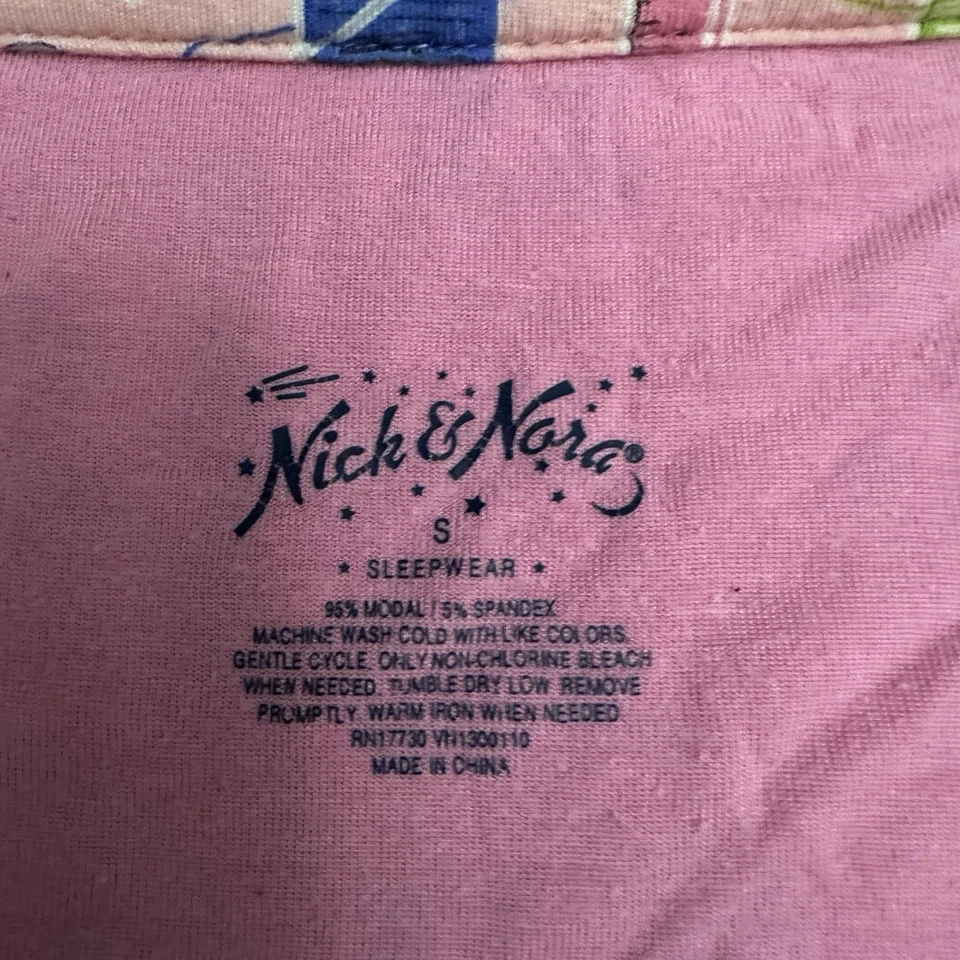 Nick & Nora®
S
★ SLEEPWEAR ★
95% MODAL / 5% SPANDEX
MACHINE WASH COLD WITH LIKE COLORS.
GENTLE CYCLE. ONLY NON-CHLORINE BLEACH
WHEN NEEDED. TUMBLE DRY LOW. REMOVE
PROMPTLY. WARM IRON WHEN NEEDED
RN17730 VN1300110
MADE IN CHINA